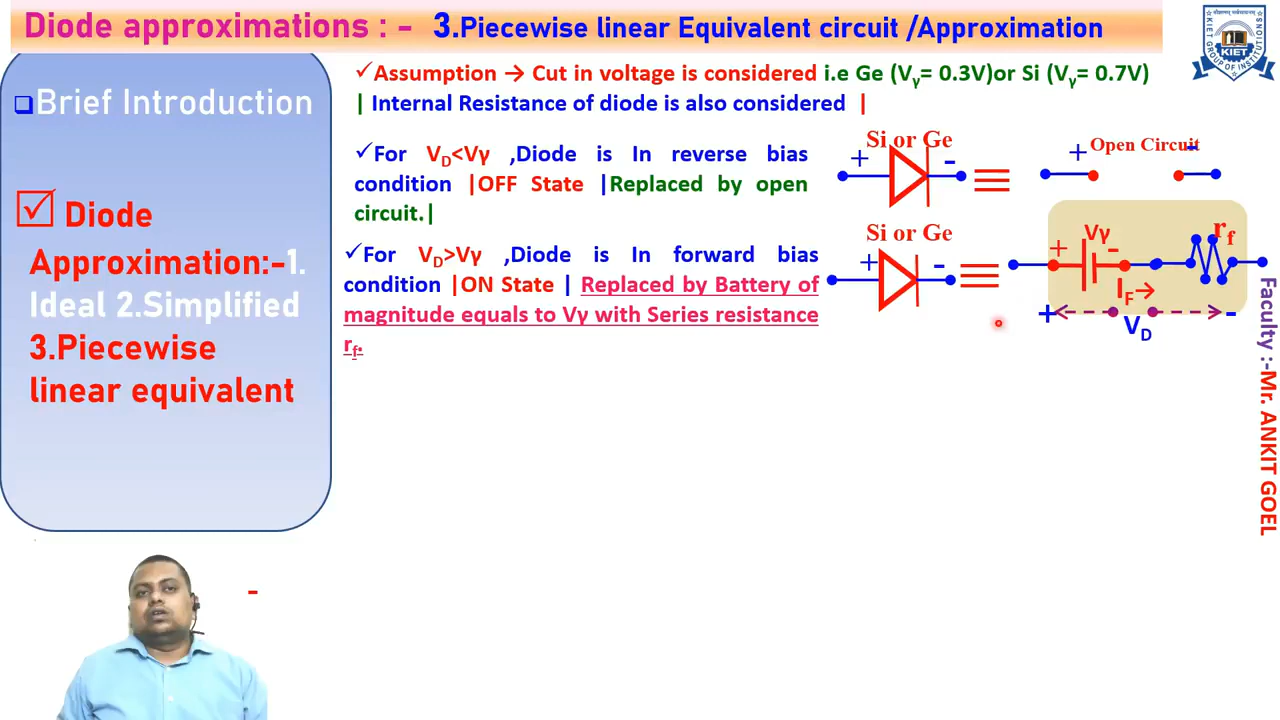 Diode approximations : - 3.Piecewise linear Equivalent circuit /Approximation
Brief Introduction
Diode
Approximation:-1.
Ideal 2.Simplified
3.Piecewise
linear equivalent
✓Assumption → Cut in voltage is considered i.e Ge (Vγ= 0.3V)or Si (Vγ= 0.7V)
| Internal Resistance of diode is also considered |
✓For VD<Vγ ,Diode is In reverse bias
condition |OFF State |Replaced by open
circuit.|
✓For VD>Vγ ,Diode is In forward bias
condition |ON State | Replaced by Battery of
magnitude equals to Vγ with Series resistance
rf.
Si or Ge
+ -
Open Circuit
+ -
Si or Ge
+ -
Vγ
rf
+ -
IF→
+ VD -
KIET
KIET GROUP OF INSTITUTIONS
Faculty :-Mr. ANKIT GOEL
-